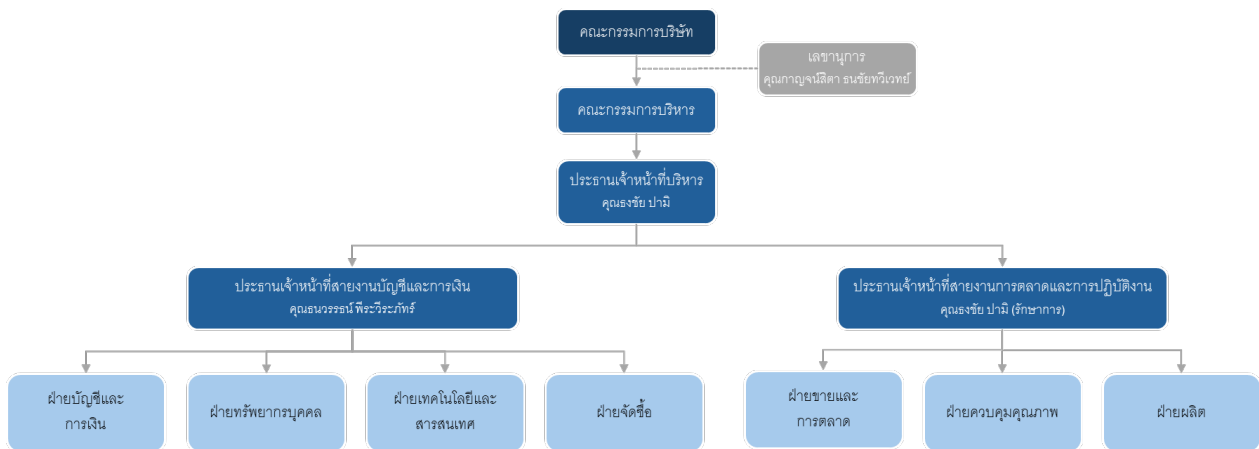 คณะกรรมการบริษัท
เลขานุการ
คุณกาญจน์สิตา ธนชัยทวีเวทย์
คณะกรรมการบริหาร
ประธานเจ้าหน้าที่บริหาร
คุณธงชัย ปามิ
ประธานเจ้าหน้าที่สายงานบัญชีและการเงิน
คุณธนวรรธน์ พีระวีระภัทร์
ประธานเจ้าหน้าที่สายงานการตลาดและการปฏิบัติงาน
คุณธงชัย ปามิ (รักษาการ)
ฝ่ายบัญชีและ
การเงิน
ฝ่ายทรัพยากรบุคคล
ฝ่ายเทคโนโลยีและ
สารสนเทศ
ฝ่ายจัดซื้อ
ฝ่ายขายและ
การตลาด
ฝ่ายควบคุมคุณภาพ
ฝ่ายผลิต